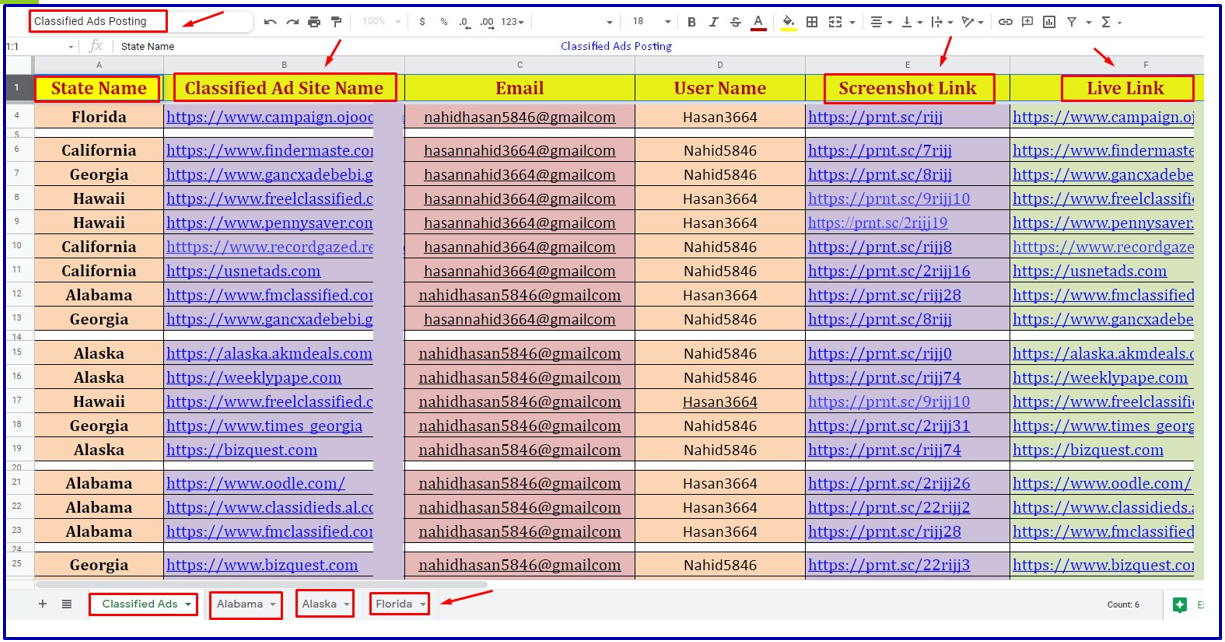 Classified Ads Posting 100% $ % .0 .00 123 18 B I S A
1:1 fx State Name Classified Ads Posting
A B C D E F
1 State Name Classified Ad Site Name Email User Name Screenshot Link Live Link
4 Florida https://www.campaign.ojooc nahidhasan5846@gmailcom Hasan3664 https://prnt.sc/rijj https://www.campaign.oj
5
6 California https://www.findermaste.co hasannahid3664@gmailcom Nahid5846 https://prnt.sc/7rijj https://www.findermaste
7 Georgia https://www.gancxadebebi.g hasannahid3664@gmailcom Nahid5846 https://prnt.sc/8rijj https://www.gancxadebe
8 Hawaii https://www.freelclassified.c hasannahid3664@gmailcom Hasan3664 https://prnt.sc/9rijj10 https://www.freelclassifi
9 Hawaii https://www.pennysaver.com hasannahid3664@gmailcom Hasan3664 https://prnt.sc/2rijj19 https://www.pennysaver.
10 California htttps://www.recordgazed.re hasannahid3664@gmailcom Nahid5846 https://prnt.sc/rijj8 htttps://www.recordgaze
11 California https://usnetads.com hasannahid3664@gmailcom Nahid5846 https://prnt.sc/2rijj16 https://usnetads.com
12 Alabama https://www.fmclassified.co nahidhasan5846@gmailcom Hasan3664 https://prnt.sc/rijj28 https://www.fmclassified
13 Georgia https://www.gancxadebebi.g hasannahid3664@gmailcom Nahid5846 https://prnt.sc/8rijj https://www.gancxadebe
14
15 Alaska https://alaska.akmdeals.com nahidhasan5846@gmailcom Nahid5846 https://prnt.sc/rijj0 https://alaska.akmdeals.c
16 Alaska https://weeklypape.com nahidhasan5846@gmailcom Nahid5846 https://prnt.sc/rijj74 https://weeklypape.com
17 Hawaii https://www.freelclassified.c nahidhasan5846@gmailcom Hasan3664 https://prnt.sc/9rijj10 https://www.freelclassifi
18 Georgia https://www.times_georgia nahidhasan5846@gmailcom Nahid5846 https://prnt.sc/2rijj31 https://www.times_georg
19 Alaska https://bizquest.com nahidhasan5846@gmailcom Nahid5846 https://prnt.sc/rijj74 https://bizquest.com
20
21 Alabama https://www.oodle.com/ nahidhasan5846@gmailcom Hasan3664 https://prnt.sc/2rijj26 https://www.oodle.com/
22 Alabama https://www.classidieds.al.co nahidhasan5846@gmailcom Hasan3664 https://prnt.sc/22rijj2 https://www.classidieds.a
23 Alabama https://www.fmclassified.co nahidhasan5846@gmailcom Hasan3664 https://prnt.sc/rijj28 https://www.fmclassified
24
25 Georgia https://www.bizquest.com nahidhasan5846@gmailcom Nahid5846 https://prnt.sc/22rijj3 https://www.bizquest.co
Classified Ads Alabama Alaska Florida Count: 6